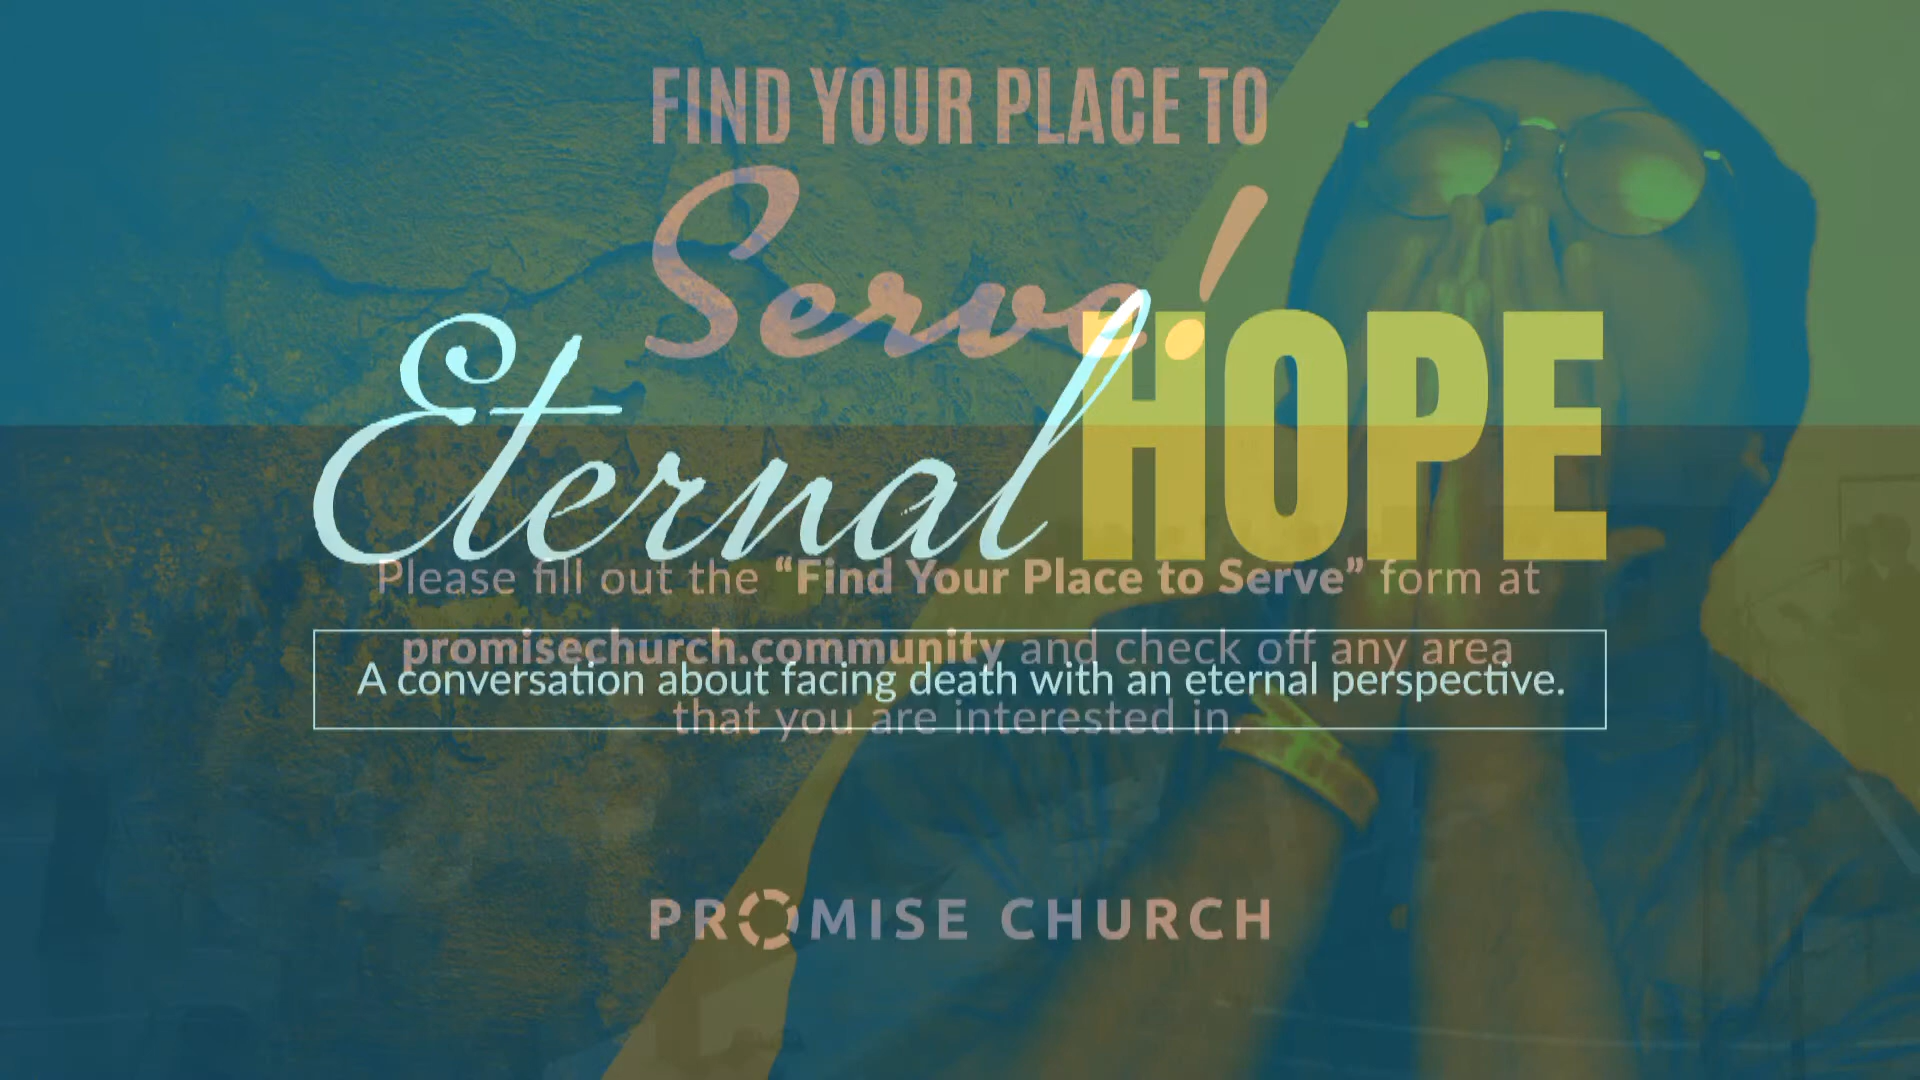 FIND YOUR PLACE TO
Serve!
Eternal HOPE
Please fill out the “Find Your Place to Serve” form at
promisechurch.community and check off any area
A conversation about facing death with an eternal perspective.
that you are interested in.
PROMISE CHURCH